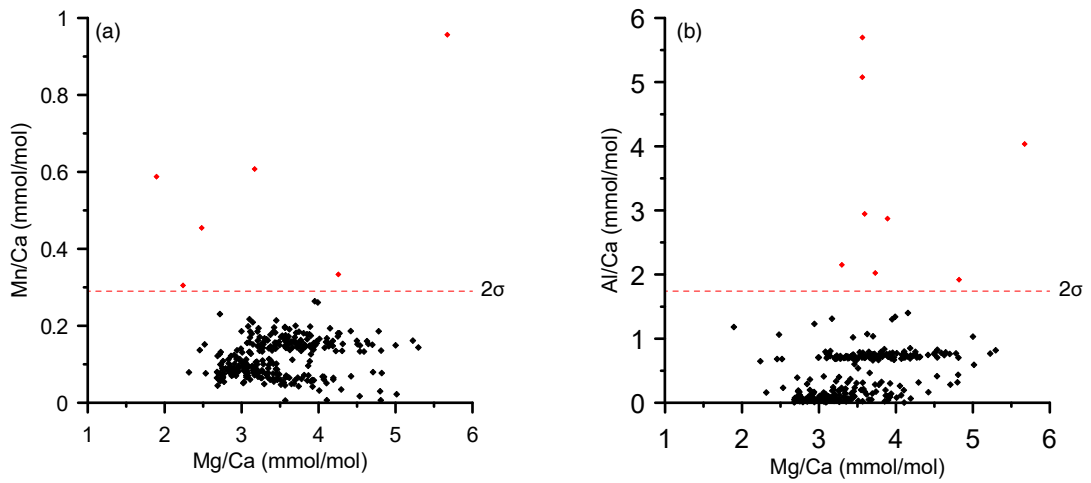 (a)
1
0.8
0.6
0.4
0.2
0
Mn/Ca (mmol/mol)
2σ
1 2 3 4 5 6
Mg/Ca (mmol/mol)
(b)
6
5
4
3
2
1
0
Al/Ca (mmol/mol)
2σ
1 2 3 4 5 6
Mg/Ca (mmol/mol)